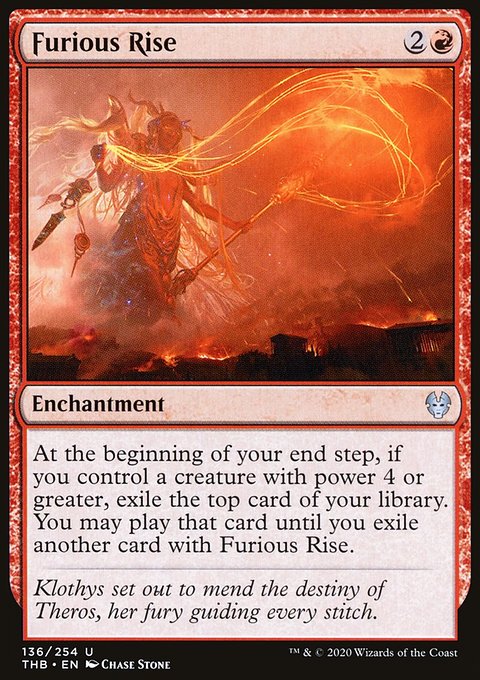 Furious Rise 2
Enchantment
At the beginning of your end step, if
you control a creature with power 4 or
greater, exile the top card of your library.
You may play that card until you exile
another card with Furious Rise.
Klothys set out to mend the destiny of
Theros, her fury guiding every stitch.
136/254 U
THB • EN Chase Stone
™ & © 2020 Wizards of the Coast